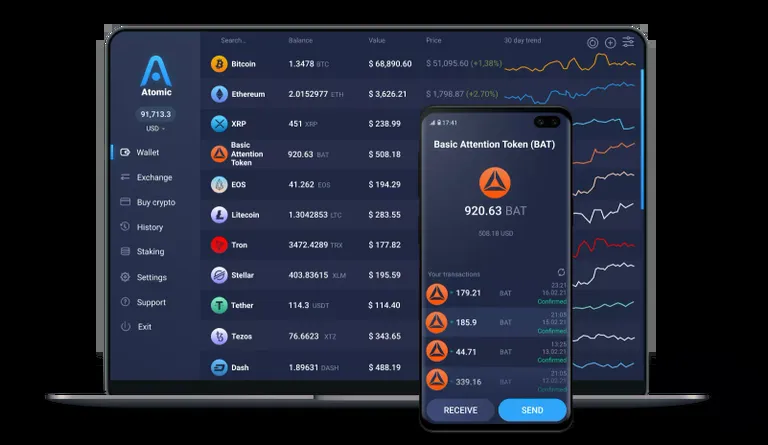 Search... Balance Value Price 30 day trend
Atomic
91,713.3
USD
Wallet
Exchange
Buy crypto
History
Staking
Settings
Support
Exit
Bitcoin 1.3478 BTC $ 68,890.60 $ 51,095.60 (+1,38%)
Ethereum 2.0152977 ETH $ 3,626.21 $ 1,798.87 (+2.70%)
XRP 451 XRP $ 238.99
Basic
Attention
Token 920.63 BAT $ 508.18
EOS 41.262 EOS $ 194.29
Litecoin 1.3042853 LTC $ 283.55
Tron 3472.4289 TRX $ 177.82
Stellar 403.83615 XLM $ 195.59
Tether 114.3 USDT $ 114.40
Tezos 76.6623 XTZ $ 343.65
Dash 1.89631 DASH $ 488.19
17:41
Basic Attention Token (BAT)
920.63 BAT
508.18 USD
Your transactions
179.21 BAT 23:21
16.02.21
Confirmed
185.9 BAT 21:05
15.02.21
Confirmed
44.71 BAT 13:25
13.02.21
Confirmed
339.16 BAT 21:05
12.02.21
Confirmed
RECEIVE SEND